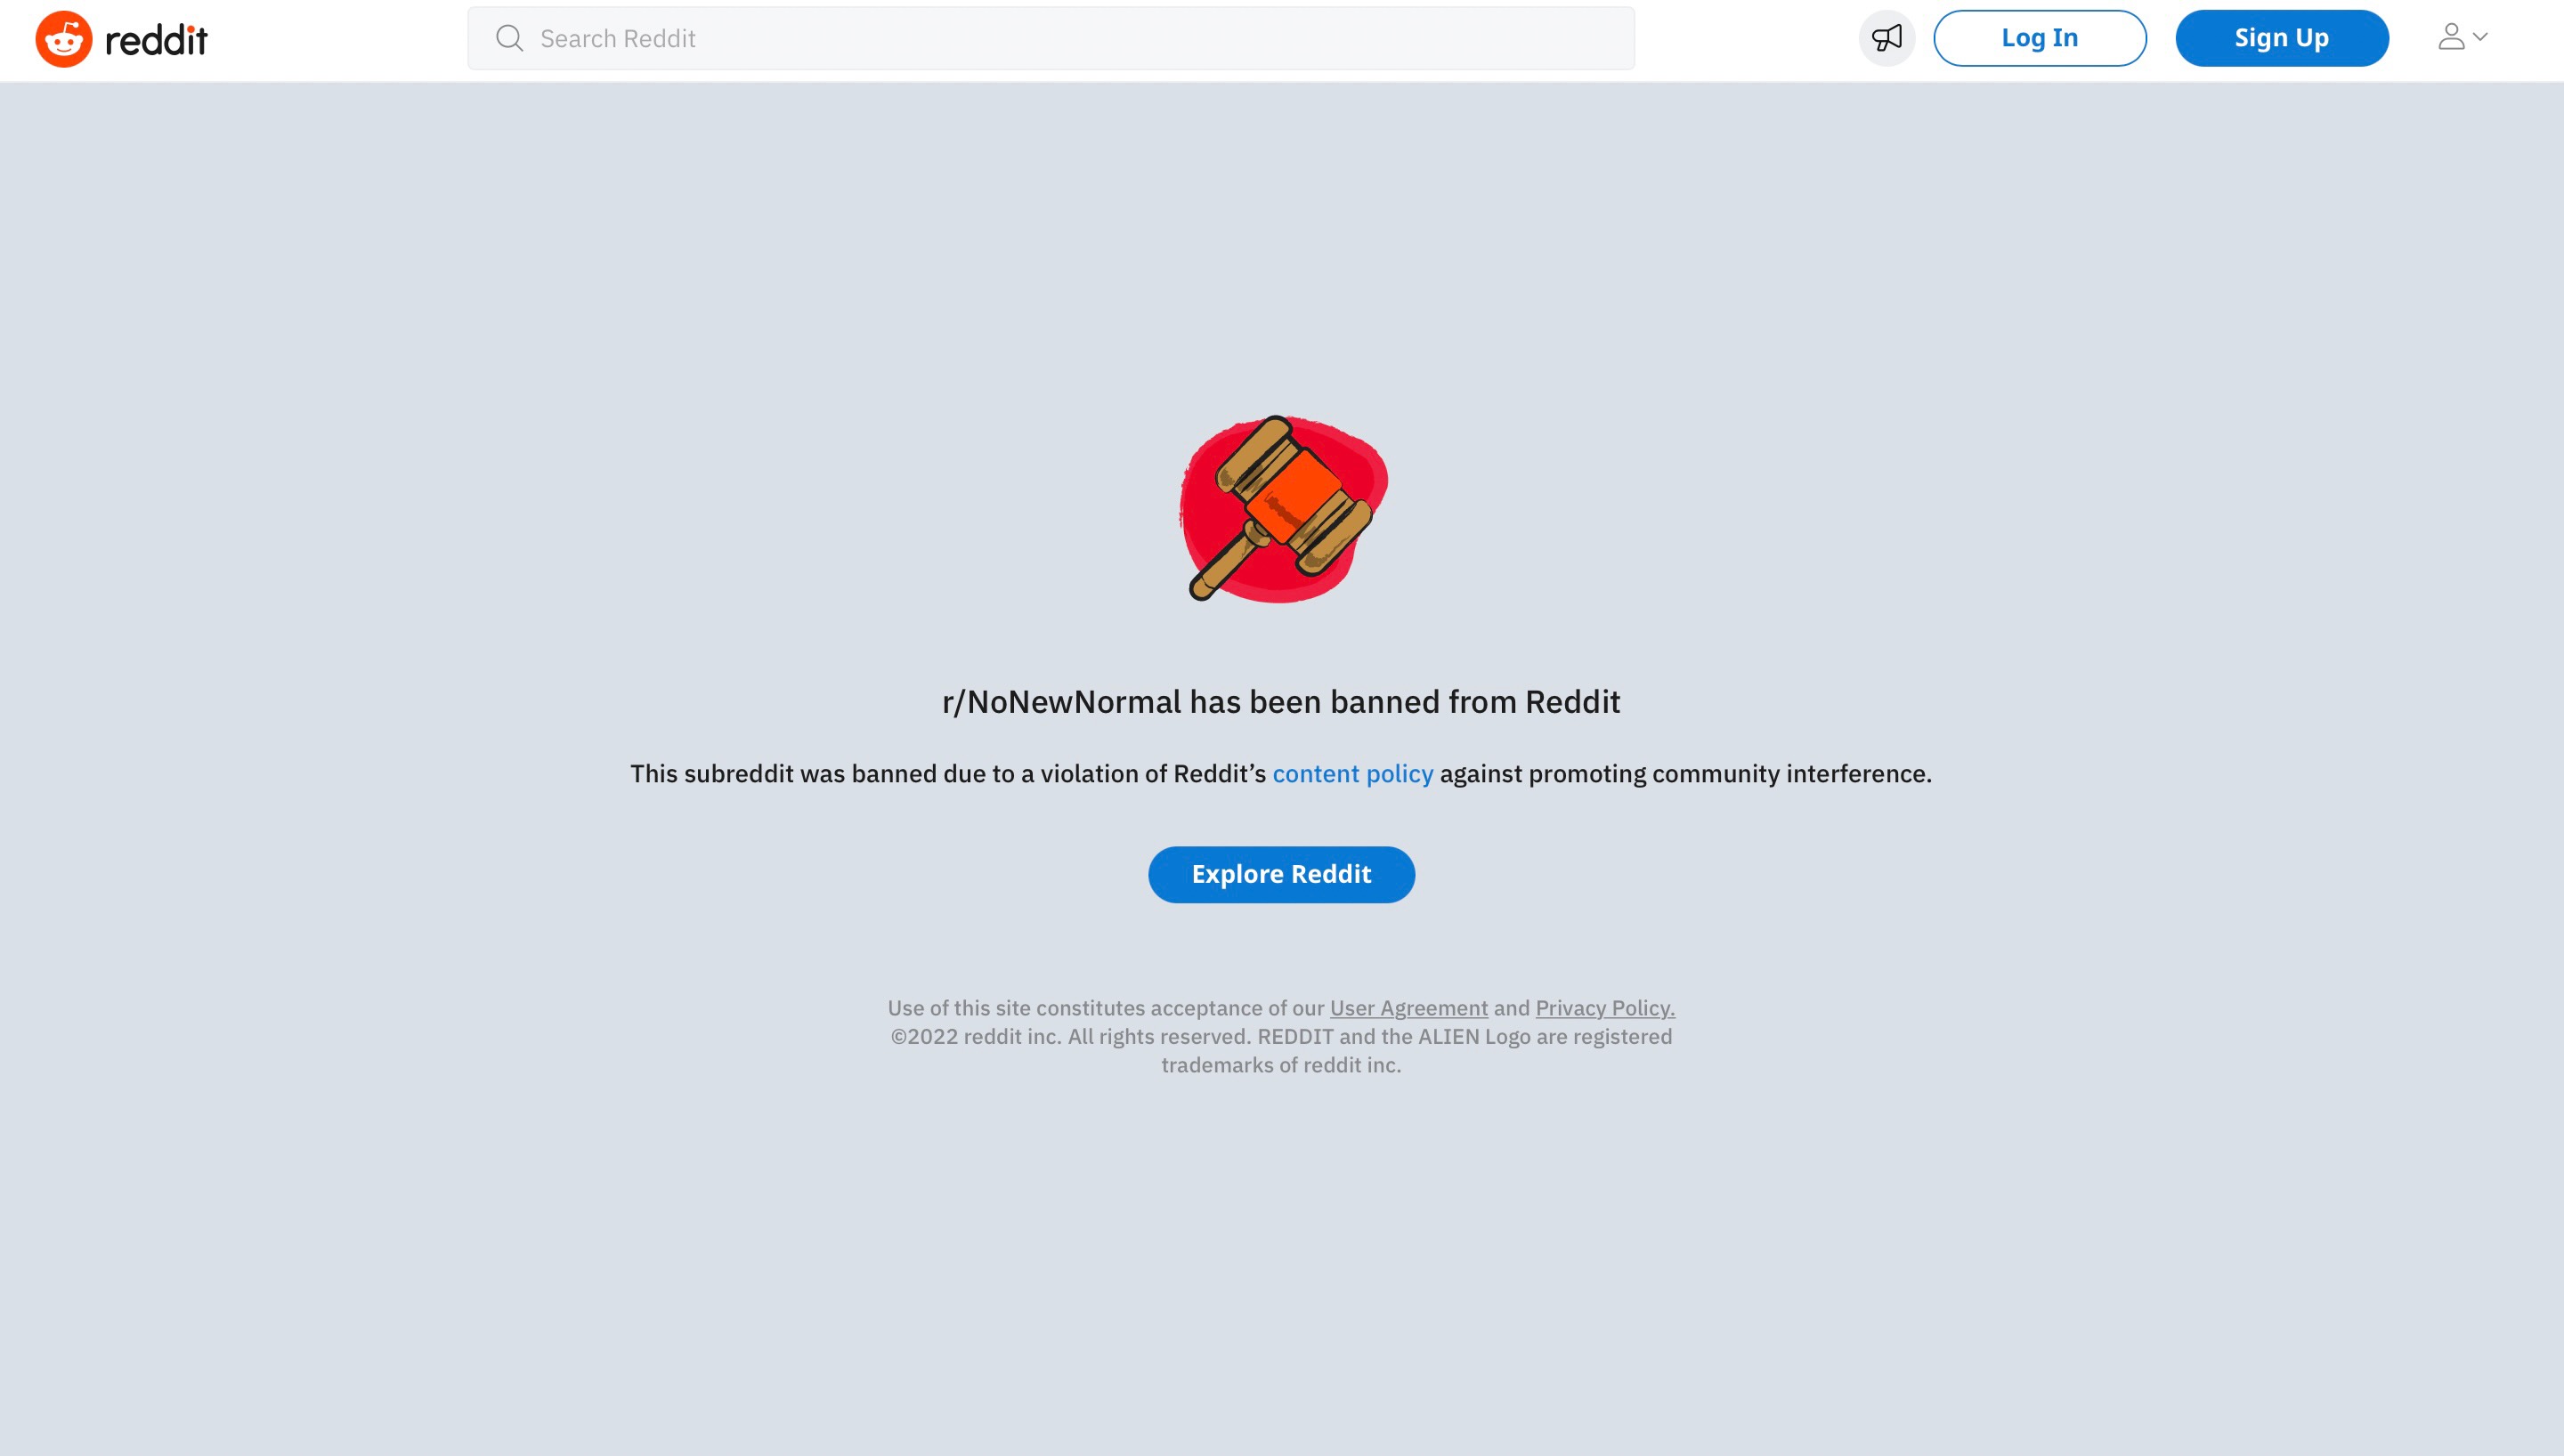 reddit
Search Reddit
Log In
Sign Up
r/NoNewNormal has been banned from Reddit
This subreddit was banned due to a violation of Reddit’s content policy against promoting community interference.
Explore Reddit
Use of this site constitutes acceptance of our User Agreement and Privacy Policy.
©2022 reddit inc. All rights reserved. REDDIT and the ALIEN Logo are registered
trademarks of reddit inc.